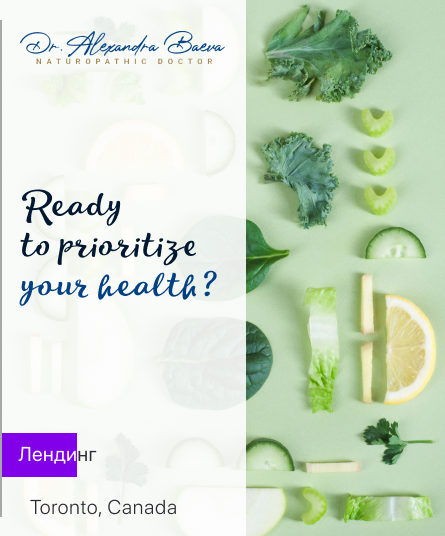 Dr. Alexandra Baeva
NATUROPATHIC DOCTOR
Ready
to prioritize
your health?
Лендинг
Toronto, Canada